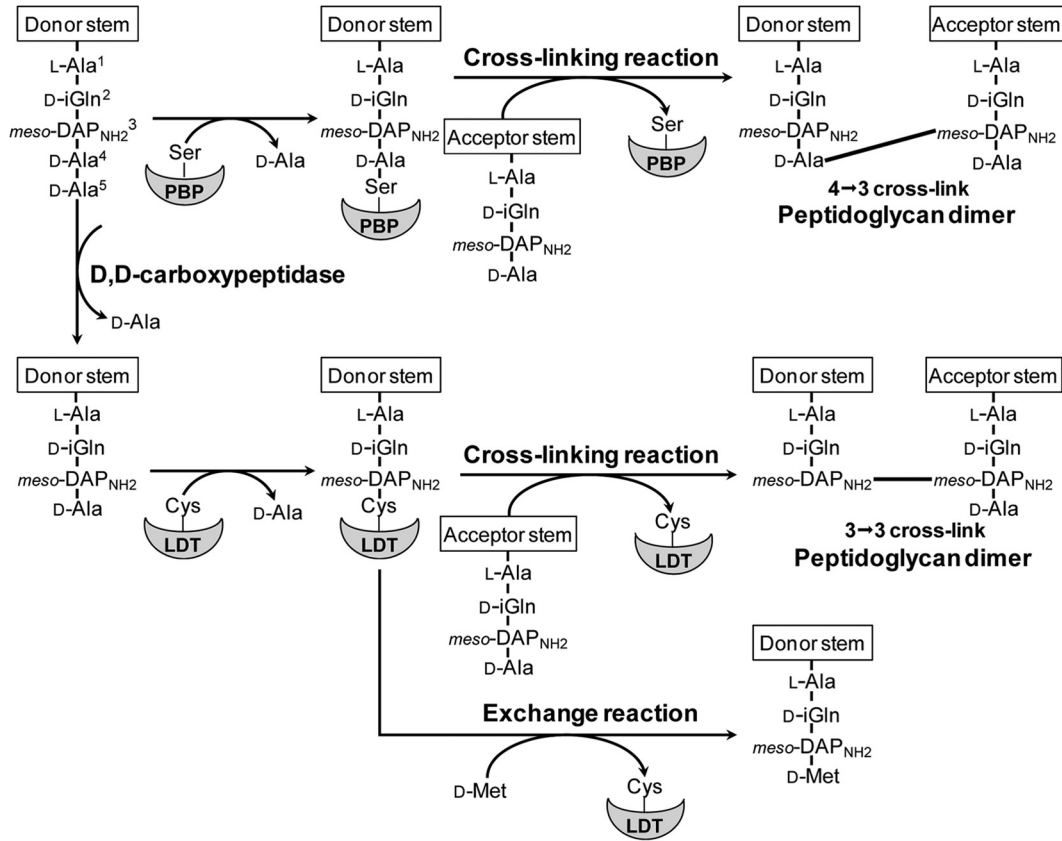 Donor stem
L-Ala1
D-iGln2
meso-DAPNH23
D-Ala4
D-Ala5
Ser
PBP
D-Ala
Donor stem
L-Ala
D-iGln
meso-DAPNH2
D-Ala
Ser
PBP
Cross-linking reaction
Acceptor stem
L-Ala
D-iGln
meso-DAPNH2
D-Ala
Ser
PBP
Donor stem
L-Ala
D-iGln
meso-DAPNH2
D-Ala
Acceptor stem
L-Ala
D-iGln
meso-DAPNH2
D-Ala
4→3 cross-link
Peptidoglycan dimer
D,D-carboxypeptidase
D-Ala
Donor stem
L-Ala
D-iGln
meso-DAPNH2
D-Ala
Cys
LDT
D-Ala
Donor stem
L-Ala
D-iGln
meso-DAPNH2
Cys
LDT
Cross-linking reaction
Acceptor stem
L-Ala
D-iGln
meso-DAPNH2
D-Ala
Cys
LDT
Donor stem
L-Ala
D-iGln
meso-DAPNH2
Acceptor stem
L-Ala
D-iGln
meso-DAPNH2
D-Ala
3→3 cross-link
Peptidoglycan dimer
Exchange reaction
D-Met
Cys
LDT
Donor stem
L-Ala
D-iGln
meso-DAPNH2
D-Met